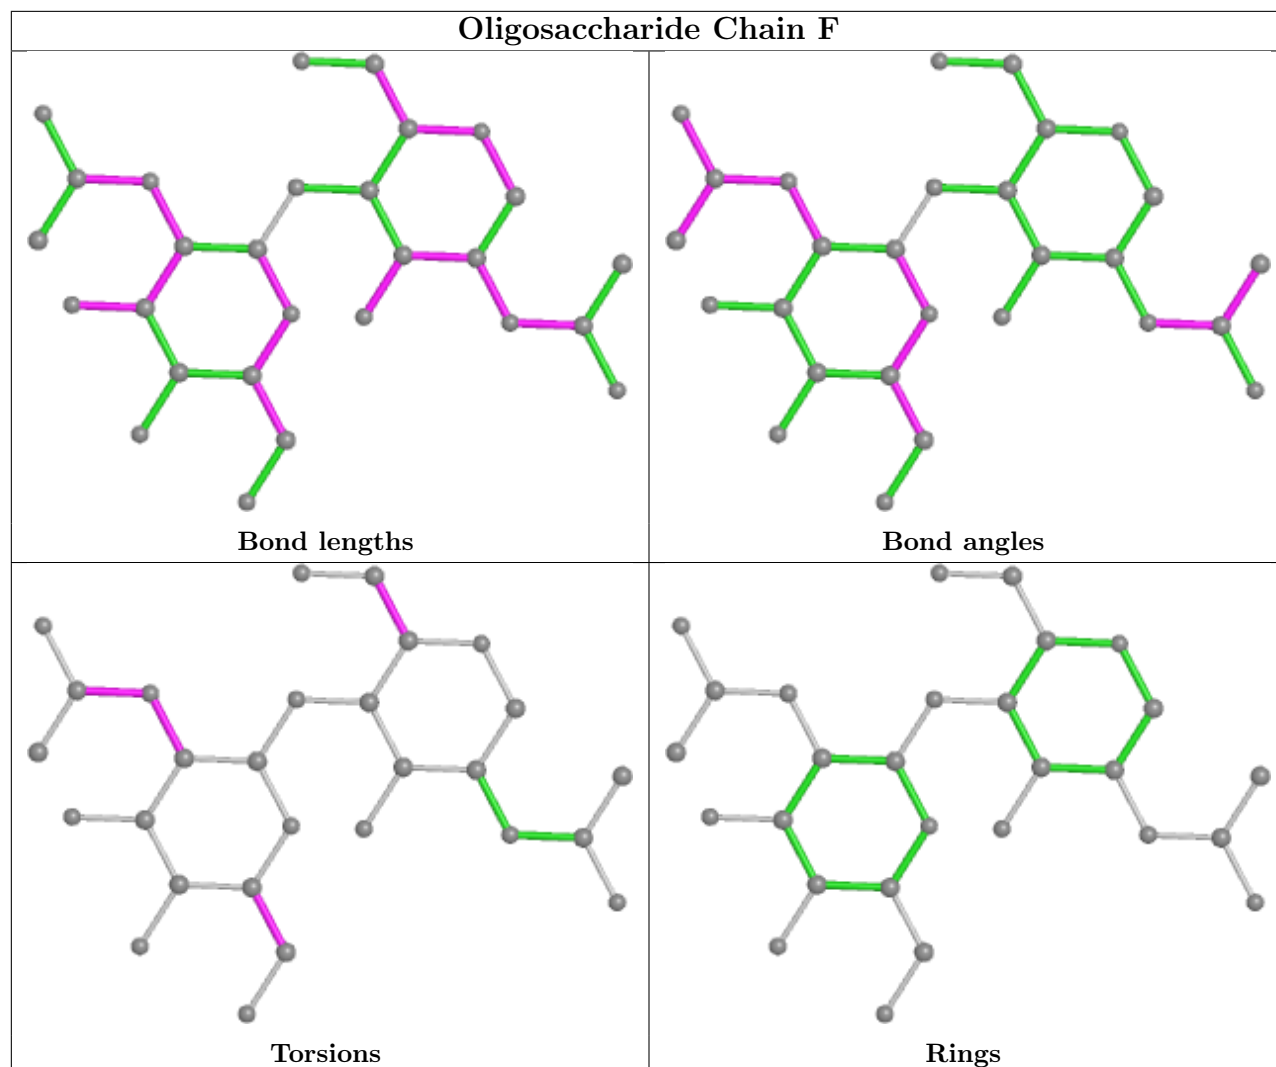 Oligosaccharide Chain F
Bond lengths
Bond angles
Torsions
Rings